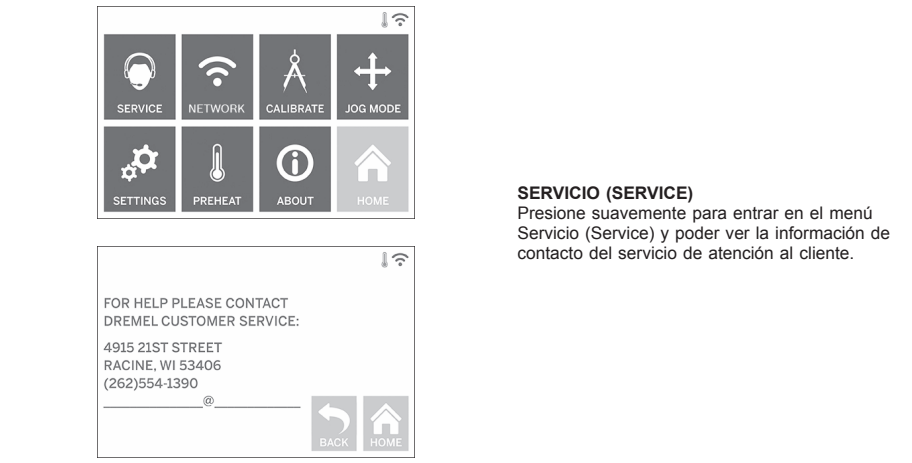 SERVICE NETWORK CALIBRATE JOG MODE
SETTINGS PREHEAT ABOUT HOME
FOR HELP PLEASE CONTACT
DREMEL CUSTOMER SERVICE:
4915 21ST STREET
RACINE, WI 53406
(262)554-1390
@
BACK HOME
SERVICIO (SERVICE)
Presione suavemente para entrar en el menú
Servicio (Service) y poder ver la información de
contacto del servicio de atención al cliente.